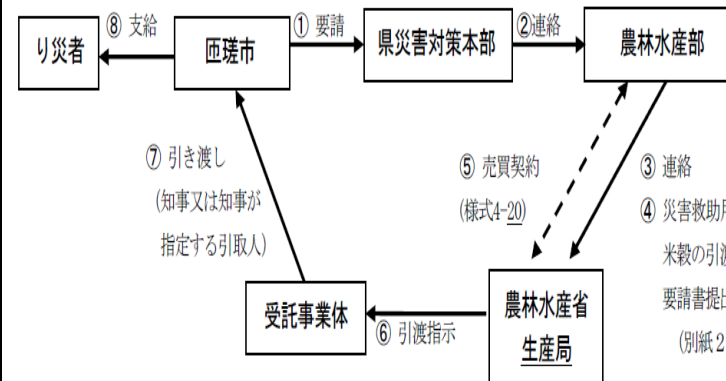 り災者
⑧ 支給
匝瑳市
① 要請
県災害対策本部
②連絡
農林水産部
⑦ 引き渡し
(知事又は知事が
指定する引取人)
⑤ 売買契約
(様式4-20)
③ 連絡
④ 災害救助用
米穀の引渡
要請書提出
(別紙2
受託事業体
⑥ 引渡指示
農林水産省
生産局